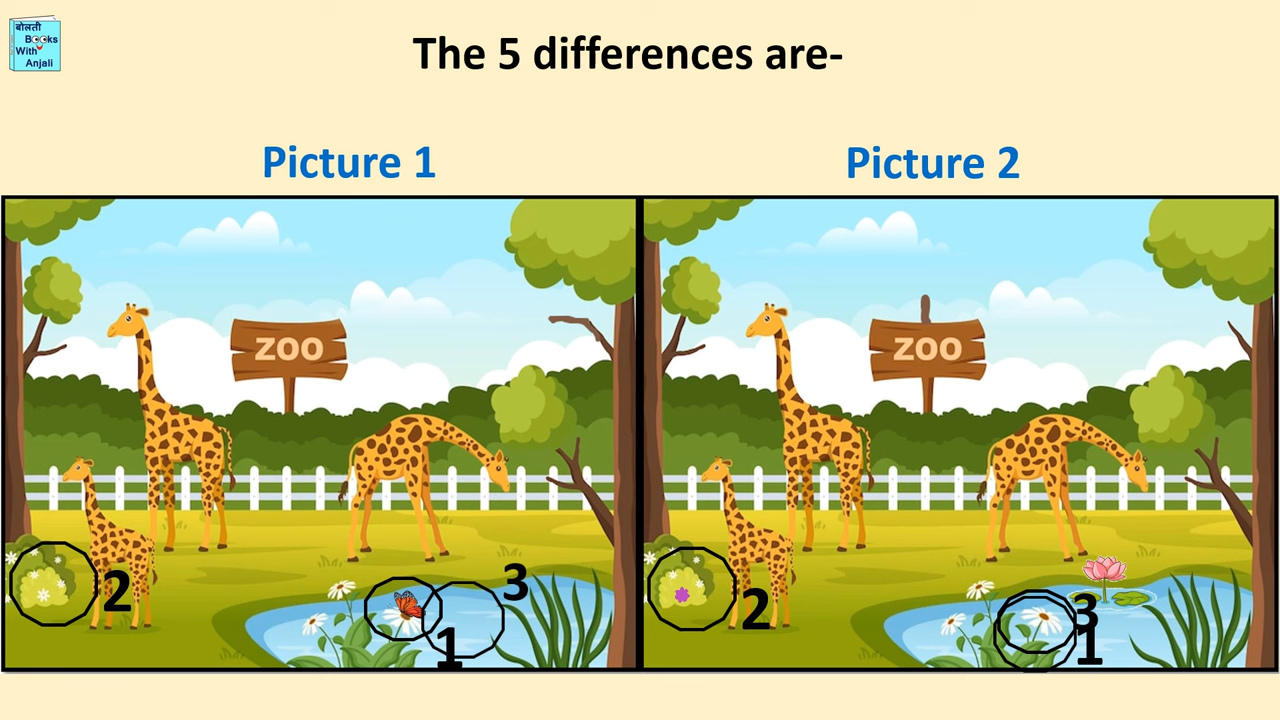 बोलती
Books
With
Anjali
The 5 differences are-
Picture 1
Picture 2
ZOO
ZOO
2
3
1
2
3
1